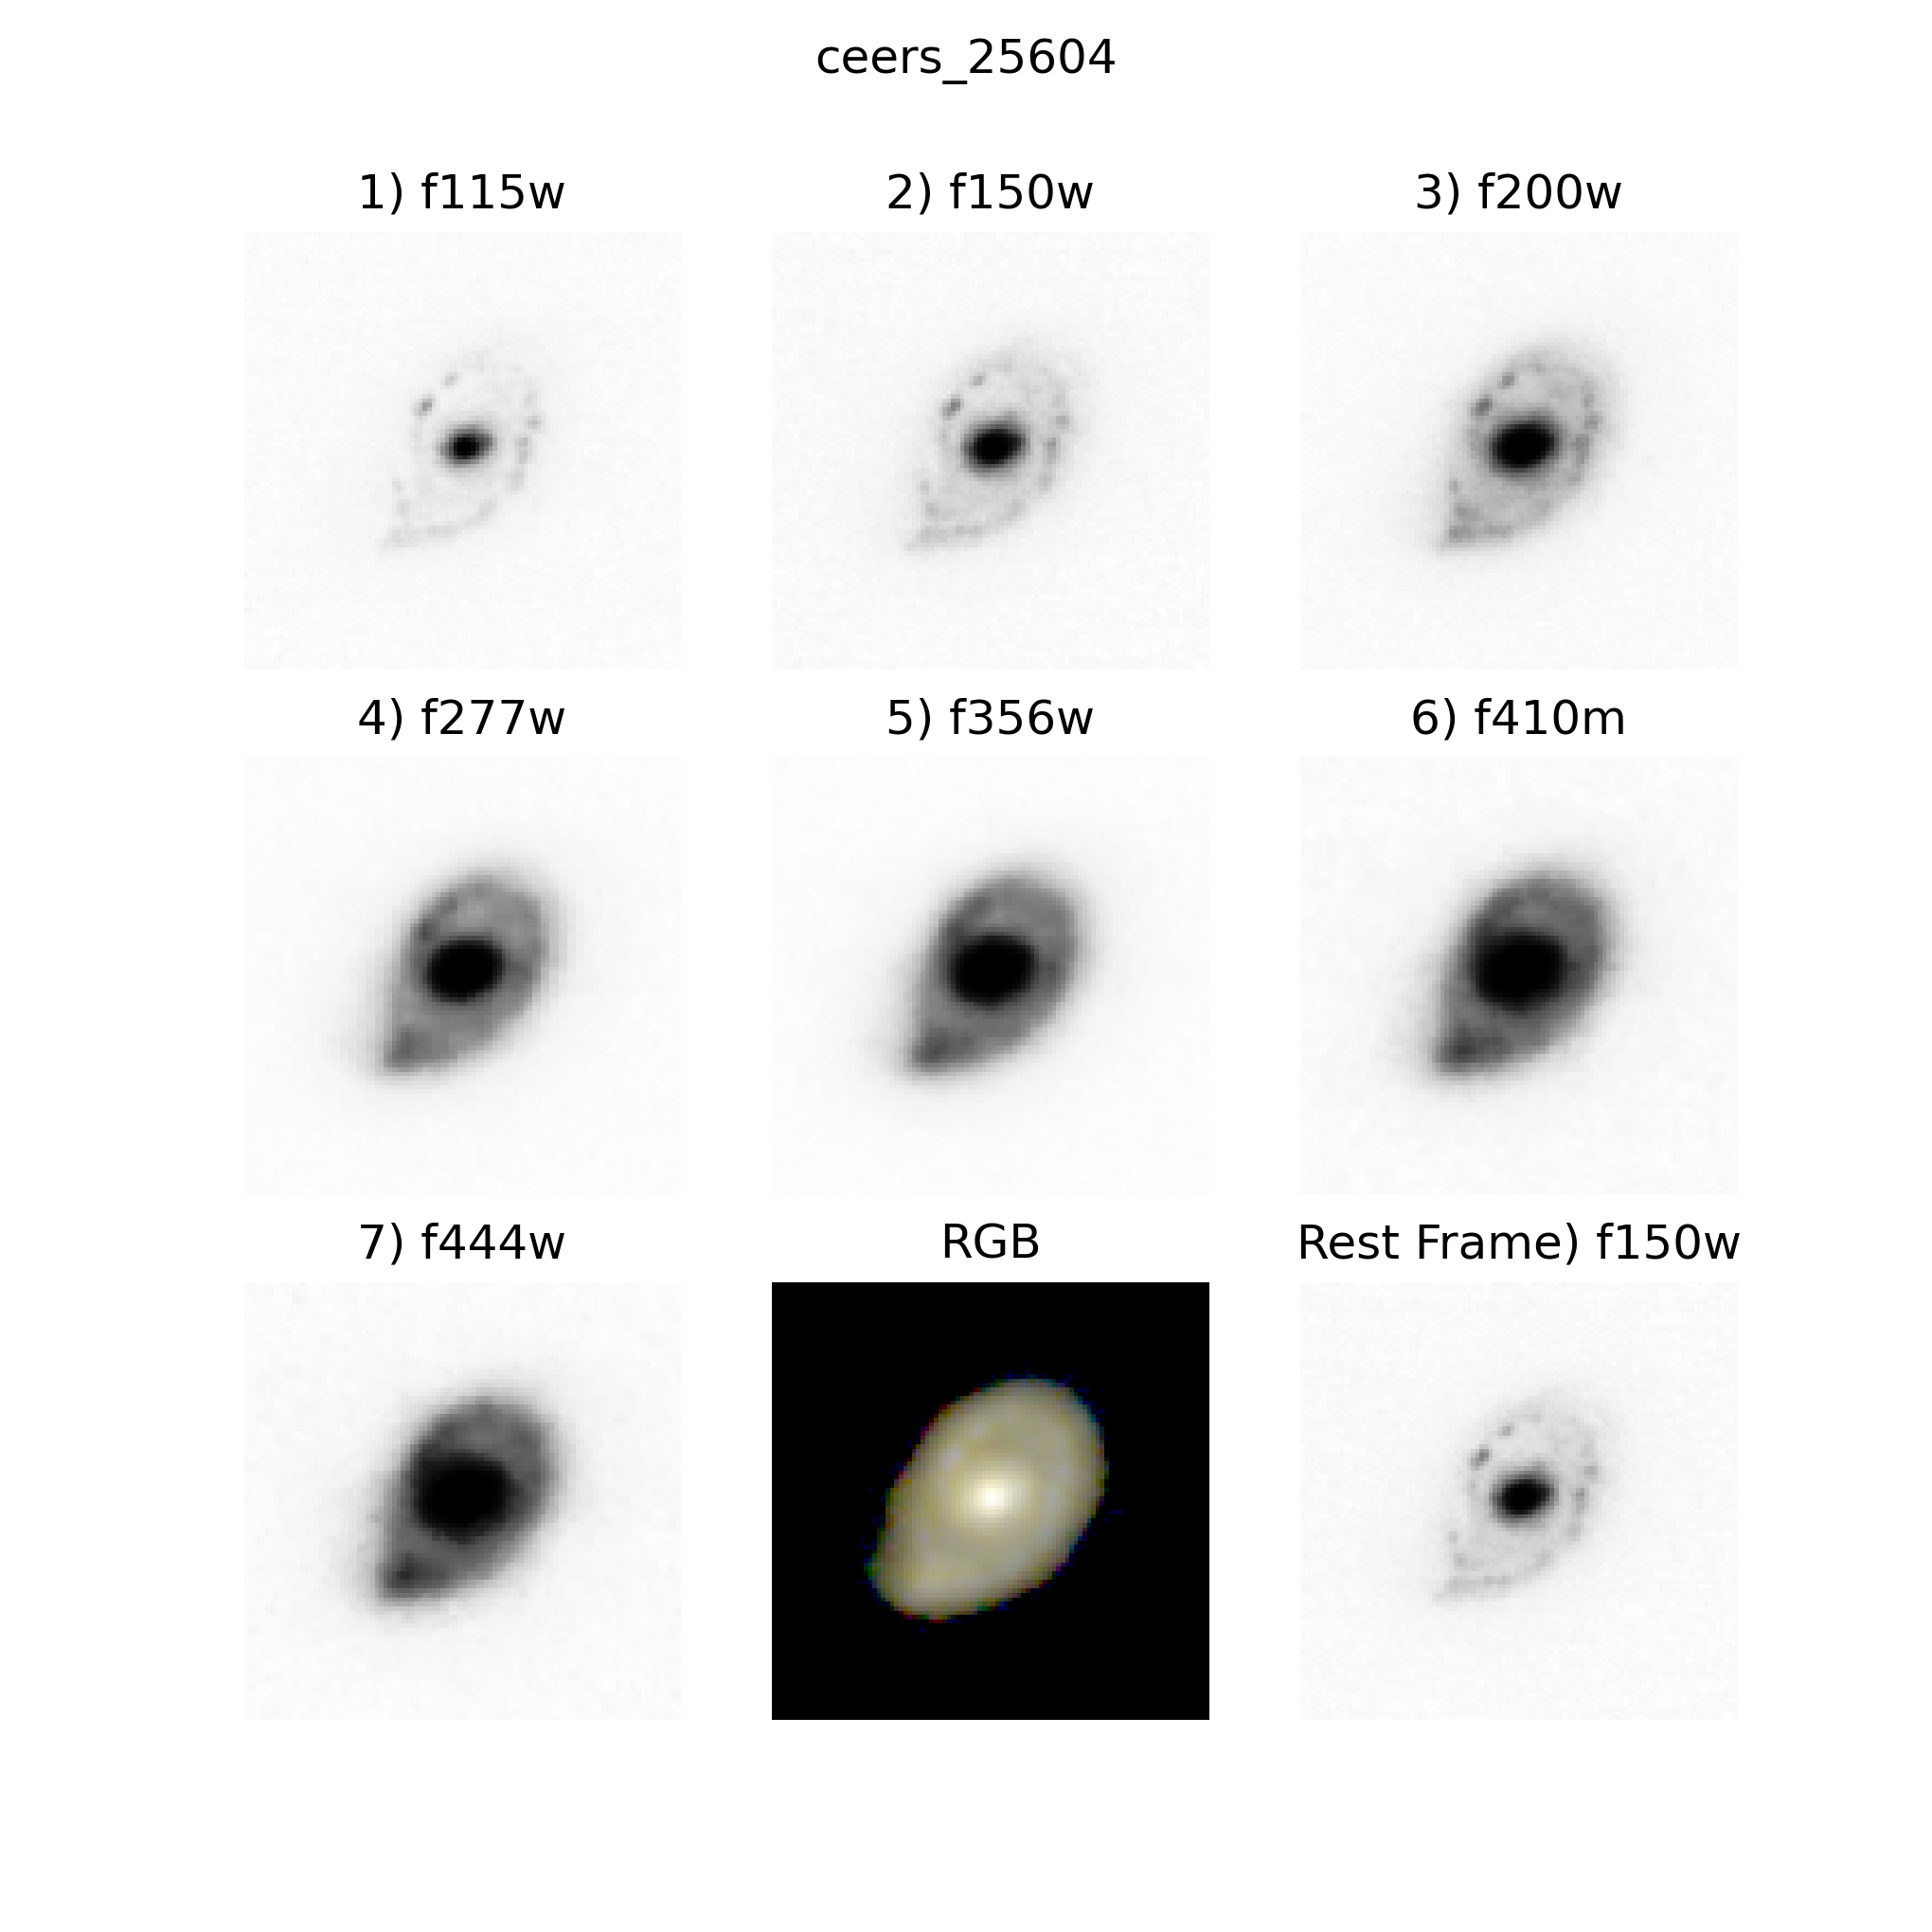 ceers_25604
1) f115w
2) f150w
3) f200w
4) f277w
5) f356w
6) f410m
7) f444w
RGB
Rest Frame) f150w